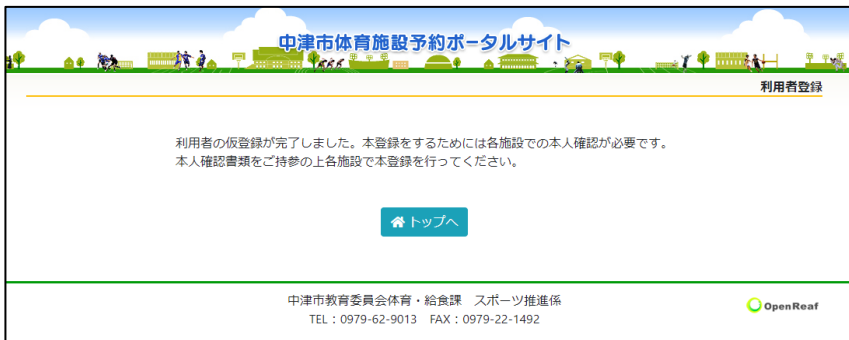 中津市体育施設予約ポータルサイト
利用者登録
利用者の仮登録が完了しました。本登録をするためには各施設での本人確認が必要です。
本人確認書類をご持参の上各施設で本登録を行ってください。
トップへ
中津市教育委員会体育・給食課 スポーツ推進係
TEL：0979-62-9013 FAX：0979-22-1492
OpenReaf